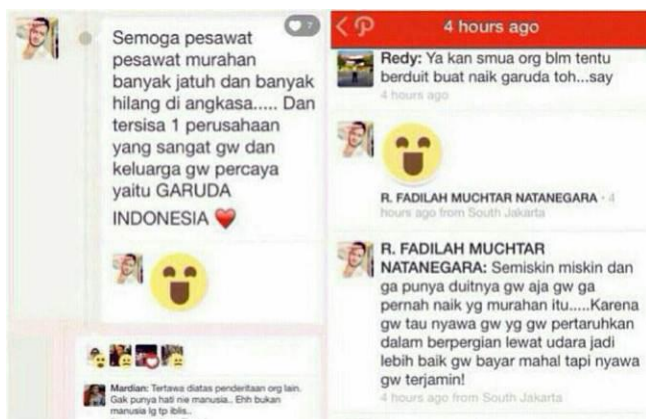 7
Semoga pesawat
pesawat murahan
banyak jatuh dan banyak
hilang di angkasa..... Dan
tersisa 1 perusahaan
yang sangat gw dan
keluarga gw percaya
yaitu GARUDA
INDONESIA
Mardian: Tertawa diatas penderitaan org lain.
Gak punya hati nie manusia.. Ehh bukan
manusia lg tp iblis..
4 hours ago
Redy: Ya kan smua org blm tentu
berduit buat naik garuda toh...say
4 hours ago
R. FADILAH MUCHTAR NATANEGARA · 4
hours ago from South Jakarta
R. FADILAH MUCHTAR
NATANEGARA: Semiskin miskin dan
ga punya duitnya gw aja gw ga
pernah naik yg murahan itu.....Karena
gw tau nyawa gw yg gw pertaruhkan
dalam berpergian lewat udara jadi
lebih baik gw bayar mahal tapi nyawa
gw terjamin!
4 hours ago from South Jakarta